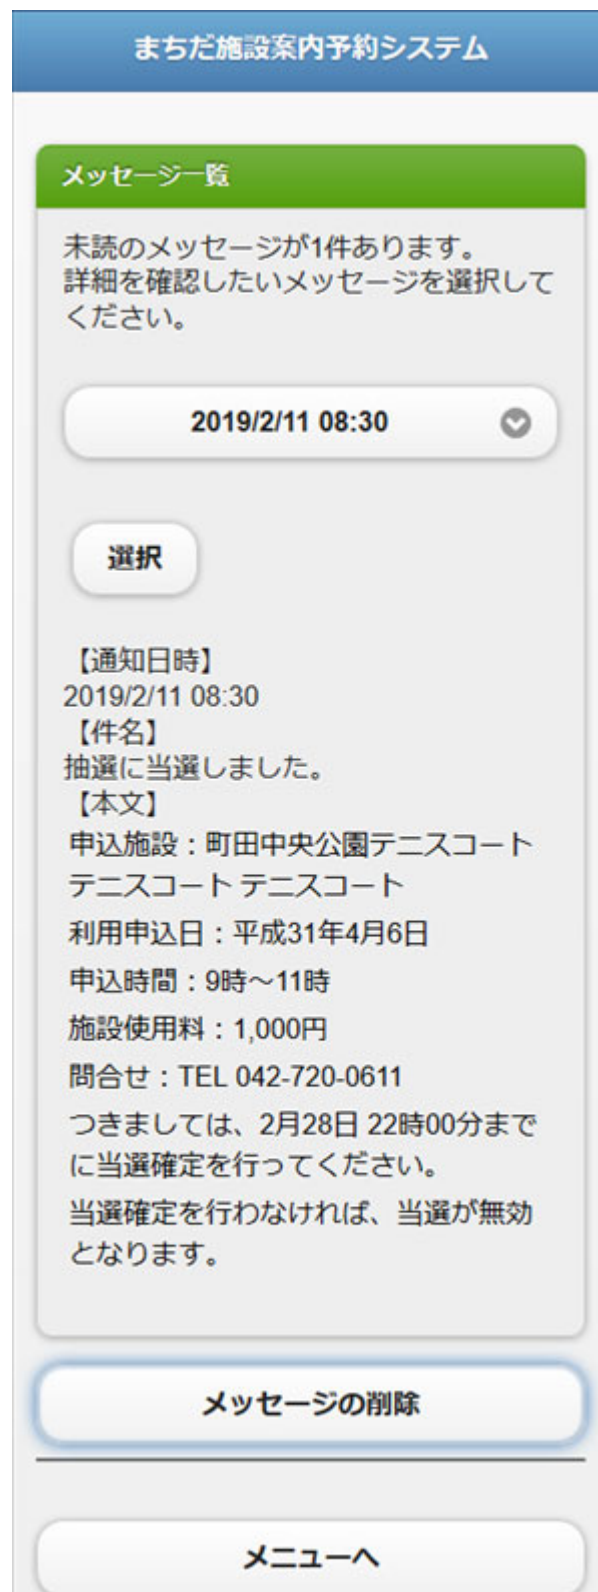 まちだ施設案内予約システム
メッセージ一覧
未読のメッセージが1件あります。
詳細を確認したいメッセージを選択して
ください。
2019/2/11 08:30
選択
【通知日時】
2019/2/11 08:30
【件名】
抽選に当選しました。
【本文】
申込施設：町田中央公園テニスコート
テニスコート テニスコート
利用申込日：平成31年4月6日
申込時間：9時～11時
施設使用料：1,000円
問合せ：TEL 042-720-0611
つきましては、2月28日 22時00分まで
に当選確定を行ってください。
当選確定を行わなければ、当選が無効
となります。
メッセージの削除
メニューへ